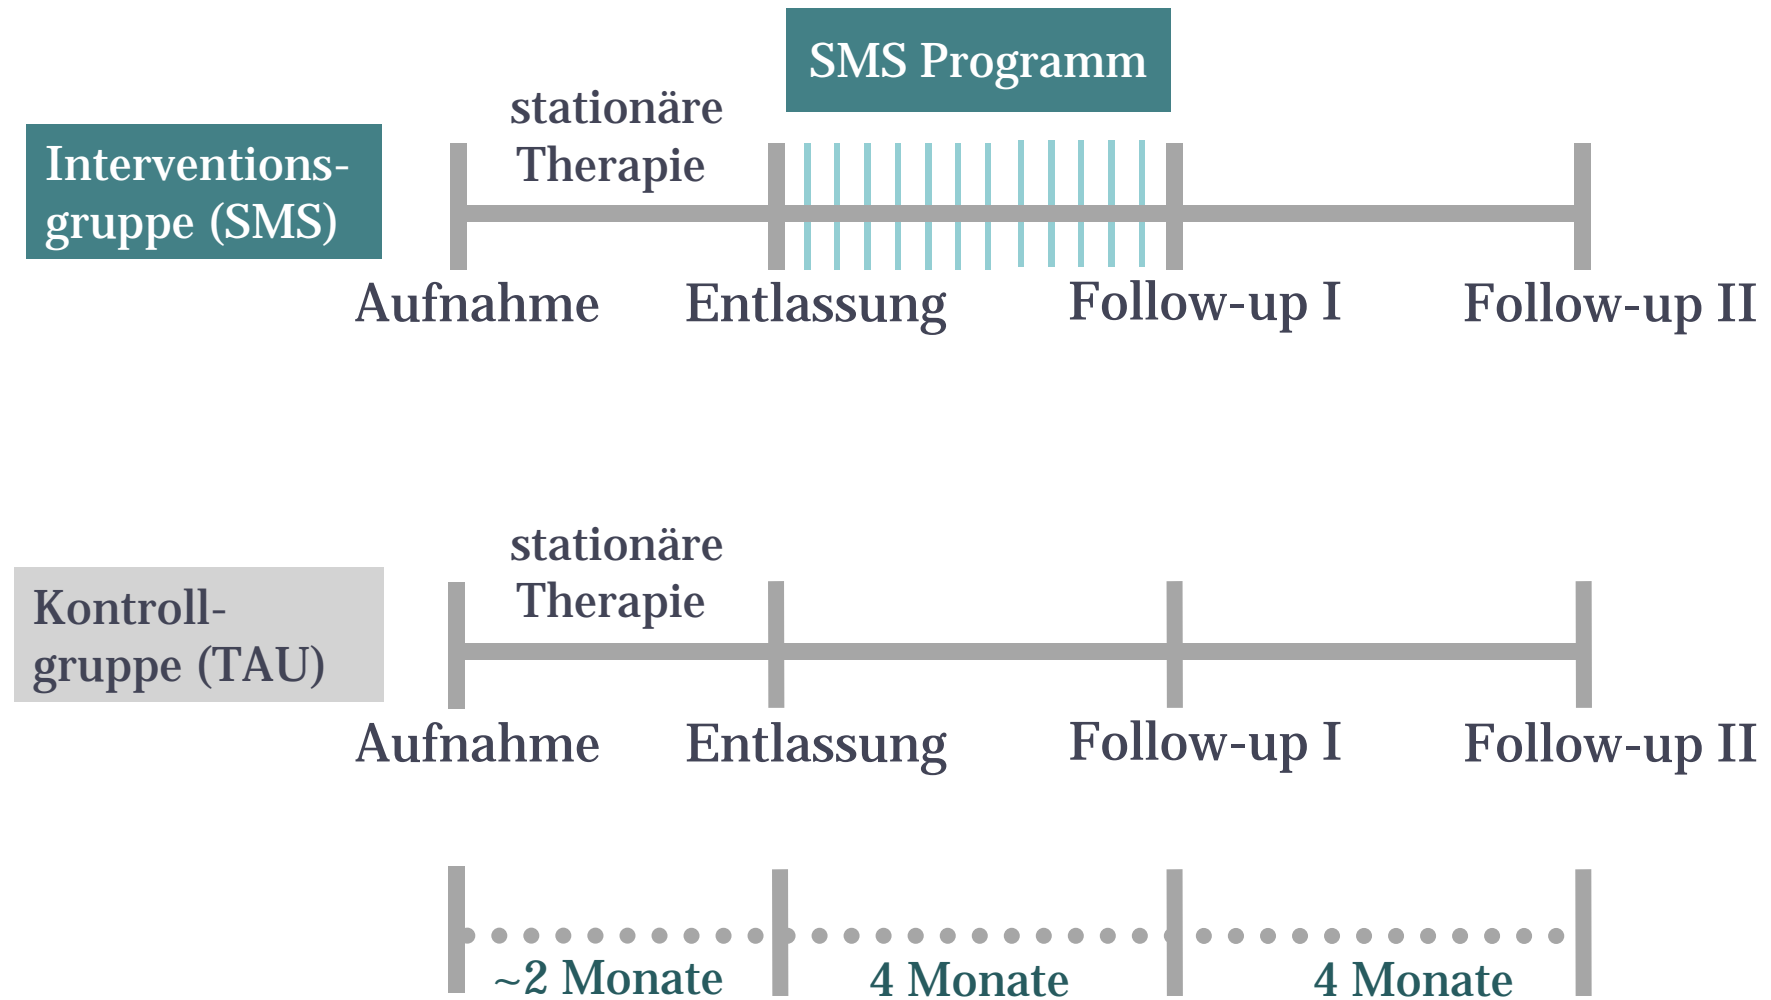 SMS Programm
stationäre
Therapie
Interventions-
gruppe (SMS)
Aufnahme
Entlassung
Follow-up I
Follow-up II
stationäre
Therapie
Kontroll-
gruppe (TAU)
Aufnahme
Entlassung
Follow-up I
Follow-up II
~2 Monate
4 Monate
4 Monate